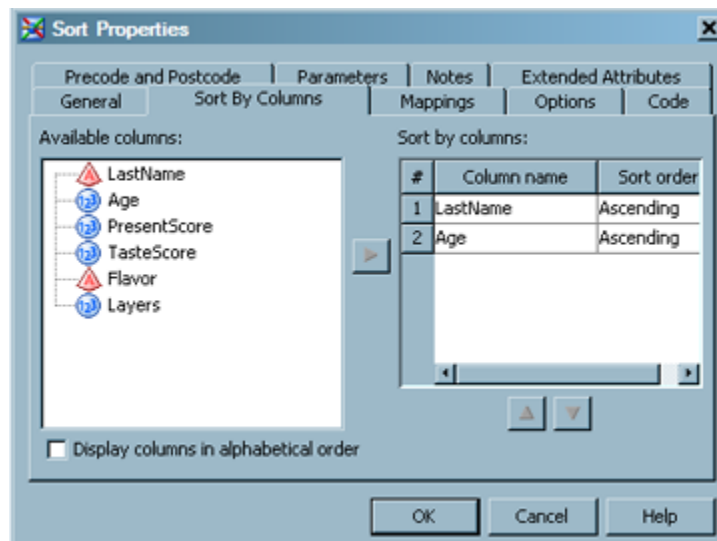 Sort Properties
Precode and Postcode Parameters Notes Extended Attributes
General Sort By Columns Mappings Options Code
Available columns:
LastName
Age
PresentScore
TasteScore
Flavor
Layers
Display columns in alphabetical order
Sort by columns:
# Column name Sort order
1 LastName Ascending
2 Age Ascending
OK Cancel Help